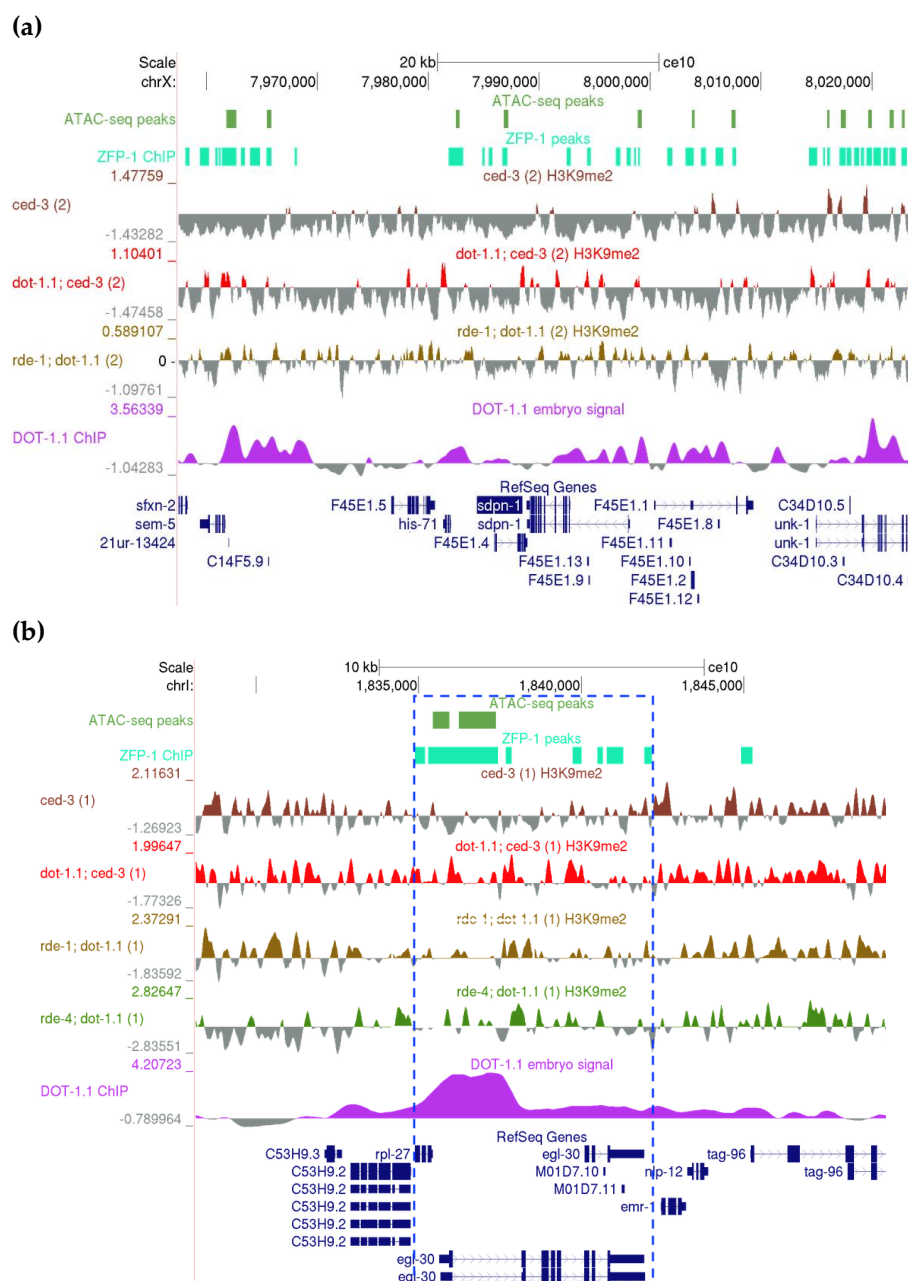 (a)
Scale 20 kb ce10
chrX: 7,970,000 7,980,000 7,990,000 8,000,000 8,010,000 8,020,000
ATAC-seq peaks
ATAC-seq peaks
ZFP-1 peaks
ZFP-1 ChIP
1.47759 ced-3 (2) H3K9me2
ced-3 (2)
-1.43282
1.10401 dot-1.1; ced-3 (2) H3K9me2
dot-1.1; ced-3 (2)
-1.47458
0.589107 rde-1; dot-1.1 (2) H3K9me2
rde-1; dot-1.1 (2) 0 -
-1.09761
3.56339 DOT-1.1 embryo signal
DOT-1.1 ChIP
-1.04283
RefSeq Genes
sfxn-2 F45E1.5 sdpn-1 F45E1.1 C34D10.5
sem-5 his-71 sdpn-1 F45E1.8 unk-1
21ur-13424 F45E1.4 F45E1.11 unk-1
C14F5.9 F45E1.13 F45E1.10 C34D10.3
F45E1.9 F45E1.2 C34D10.4
F45E1.12
(b)
Scale 10 kb ce10
chrI: 1,835,000 1,840,000 1,845,000
ATAC-seq peaks
ATAC-seq peaks
ZFP-1 peaks
ZFP-1 ChIP
2.11631 ced-3 (1) H3K9me2
ced-3 (1)
-1.26923
1.99647 dot-1.1; ced-3 (1) H3K9me2
dot-1.1; ced-3 (1)
-1.77326
2.37291 rde-1; dot-1.1 (1) H3K9me2
rde-1; dot-1.1 (1)
-1.83592
2.82647 rde-4; dot-1.1 (1) H3K9me2
rde-4; dot-1.1 (1)
-2.83551
4.20723 DOT-1.1 embryo signal
DOT-1.1 ChIP
-0.789964
RefSeq Genes
C53H9.3 rpl-27 egl-30 tag-96
C53H9.2 M01D7.10 nlp-12 tag-96
C53H9.2 M01D7.11
C53H9.2 emr-1
C53H9.2
C53H9.2
egl-30
egl-30